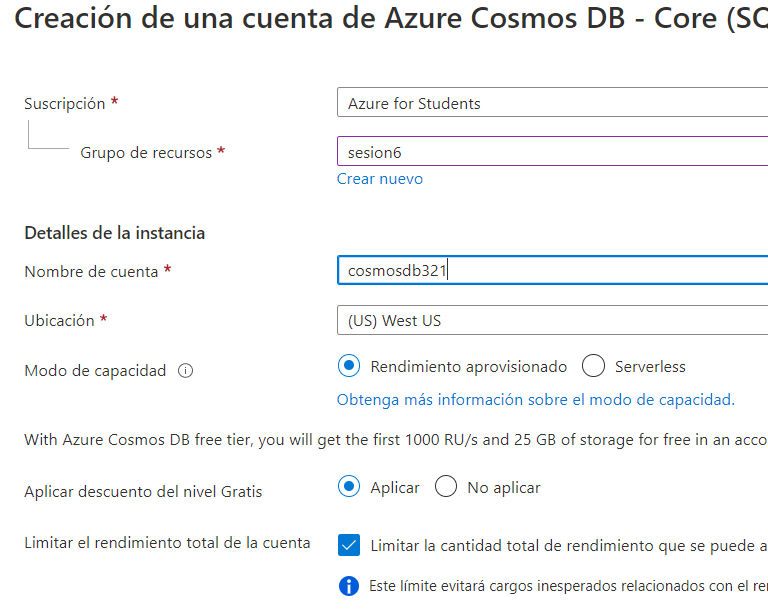 Creación de una cuenta de Azure Cosmos DB - Core (SQ
Suscripción *
Azure for Students
Grupo de recursos *
sesion6
Crear nuevo
Detalles de la instancia
Nombre de cuenta *
cosmosdb321
Ubicación *
(US) West US
Modo de capacidad
Rendimiento aprovisionado
Serverless
Obtenga más información sobre el modo de capacidad.
With Azure Cosmos DB free tier, you will get the first 1000 RU/s and 25 GB of storage for free in an acco
Aplicar descuento del nivel Gratis
Aplicar
No aplicar
Limitar el rendimiento total de la cuenta
Limitar la cantidad total de rendimiento que se puede a
Este límite evitará cargos inesperados relacionados con el re